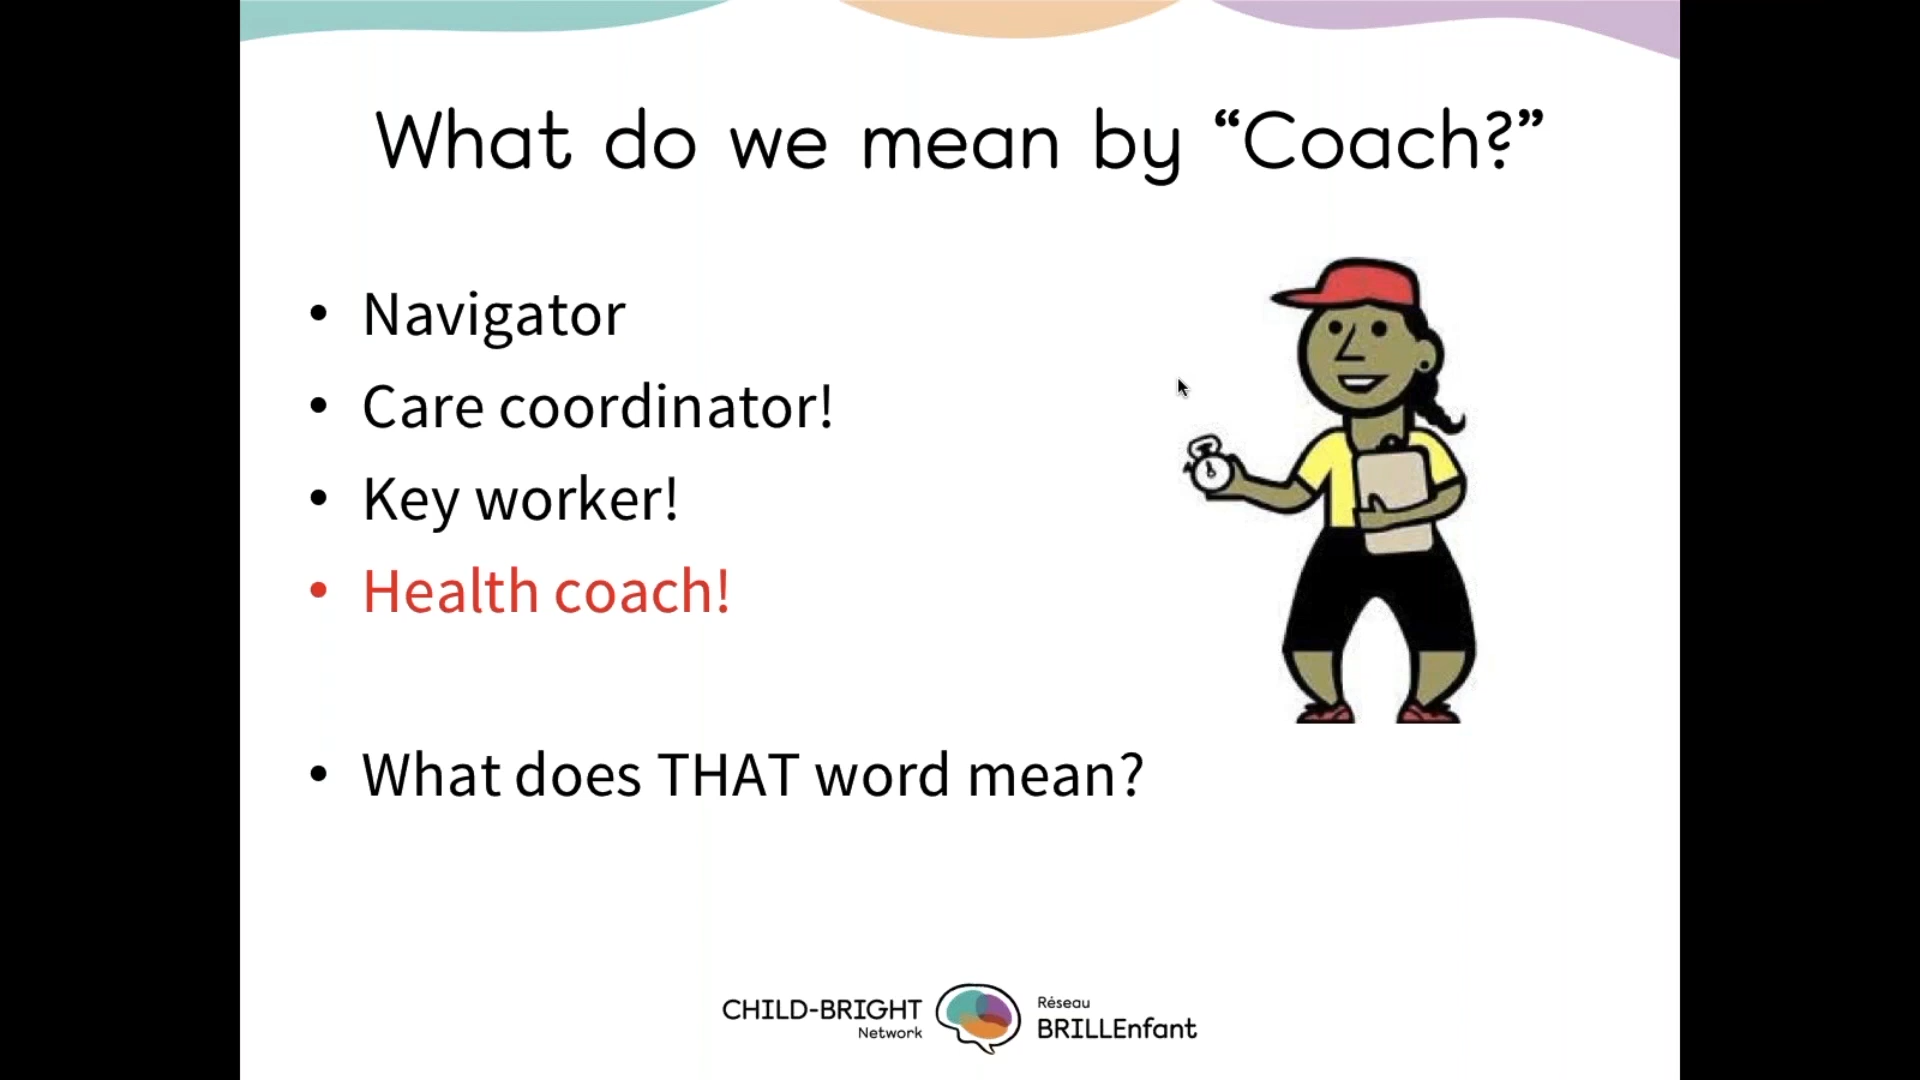 What do we mean by “Coach?”
• Navigator
• Care coordinator!
• Key worker!
• Health coach!
• What does THAT word mean?
CHILD-BRIGHT
Network
Réseau
BRILLEnfant